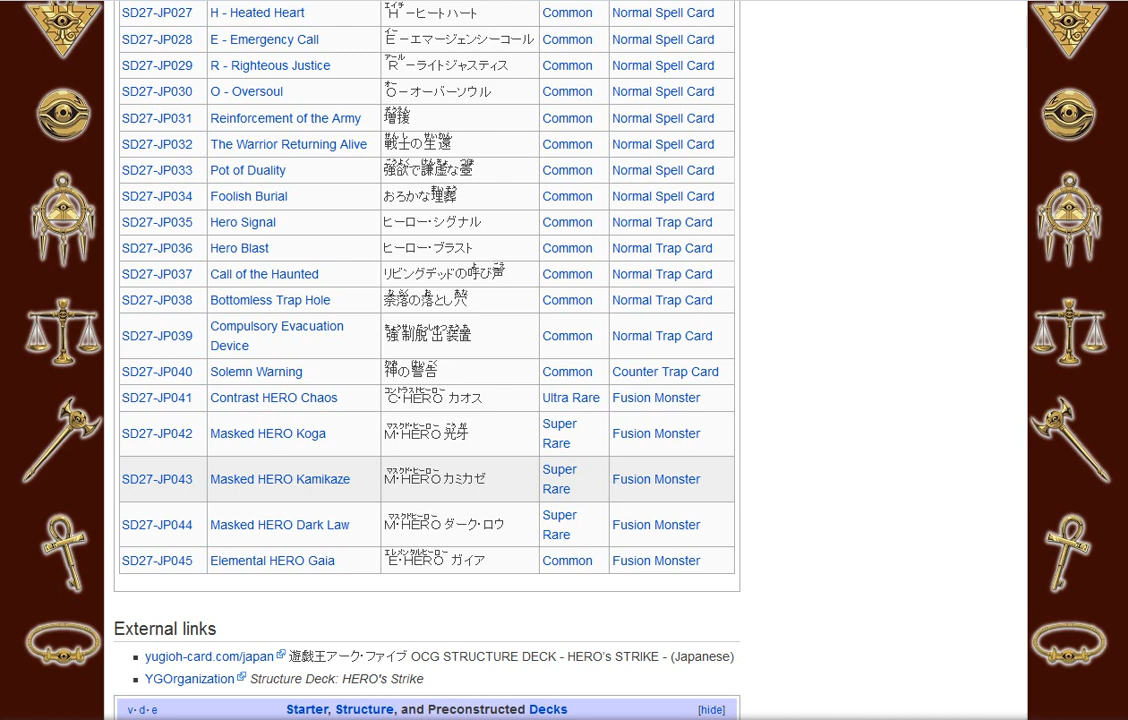 SD27-JP027 H - Heated Heart H－ヒートハート Common Normal Spell Card
SD27-JP028 E - Emergency Call E－エマージェンシーコール Common Normal Spell Card
SD27-JP029 R - Righteous Justice R－ライトジャスティス Common Normal Spell Card
SD27-JP030 O - Oversoul O－オーバーソウル Common Normal Spell Card
SD27-JP031 Reinforcement of the Army 増援 Common Normal Spell Card
SD27-JP032 The Warrior Returning Alive 戦士の生還 Common Normal Spell Card
SD27-JP033 Pot of Duality 強欲で謙虚な壺 Common Normal Spell Card
SD27-JP034 Foolish Burial おろかな埋葬 Common Normal Spell Card
SD27-JP035 Hero Signal ヒーロー・シグナル Common Normal Trap Card
SD27-JP036 Hero Blast ヒーロー・ブラスト Common Normal Trap Card
SD27-JP037 Call of the Haunted リビングデッドの呼び声 Common Normal Trap Card
SD27-JP038 Bottomless Trap Hole 奈落の落とし穴 Common Normal Trap Card
SD27-JP039 Compulsory Evacuation Device 強制脱出装置 Common Normal Trap Card
SD27-JP040 Solemn Warning 神の警告 Common Counter Trap Card
SD27-JP041 Contrast HERO Chaos C・HERO カオス Ultra Rare Fusion Monster
SD27-JP042 Masked HERO Koga M・HERO 光牙 Super Rare Fusion Monster
SD27-JP043 Masked HERO Kamikaze M・HERO カミカゼ Super Rare Fusion Monster
SD27-JP044 Masked HERO Dark Law M・HERO ダーク・ロウ Super Rare Fusion Monster
SD27-JP045 Elemental HERO Gaia E・HERO ガイア Common Fusion Monster
External links
yugioh-card.com/japan 遊戯王アーク・ファイブ OCG STRUCTURE DECK - HERO's STRIKE - (Japanese)
YGOrganization Structure Deck: HERO's Strike
v · d · e Starter, Structure, and Preconstructed Decks [hide]